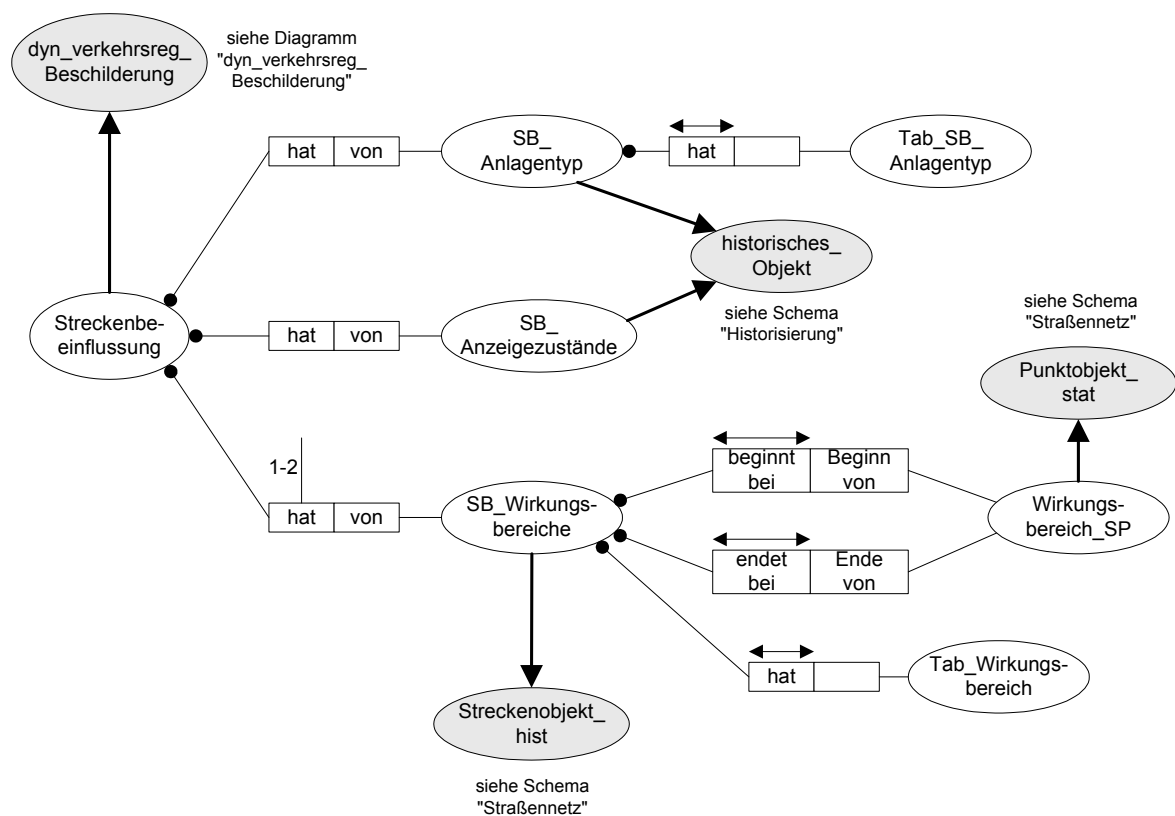 dyn_verkehrsreg_
Beschilderung
siehe Diagramm
"dyn_verkehrsreg_
Beschilderung"
hat
von
SB_
Anlagentyp
hat
Tab_SB_
Anlagentyp
historisches_
Objekt
siehe Schema
"Historisierung"
Streckenbe-
einflussung
hat
von
SB_
Anzeigezustände
siehe Schema
"Straßennetz"
Punktobjekt_
stat
1-2
hat
von
SB_Wirkungs-
bereiche
beginnt
bei
Beginn
von
endet
bei
Ende
von
Wirkungs-
bereich_SP
hat
Tab_Wirkungs-
bereich
Streckenobjekt_
hist
siehe Schema
"Straßennetz"